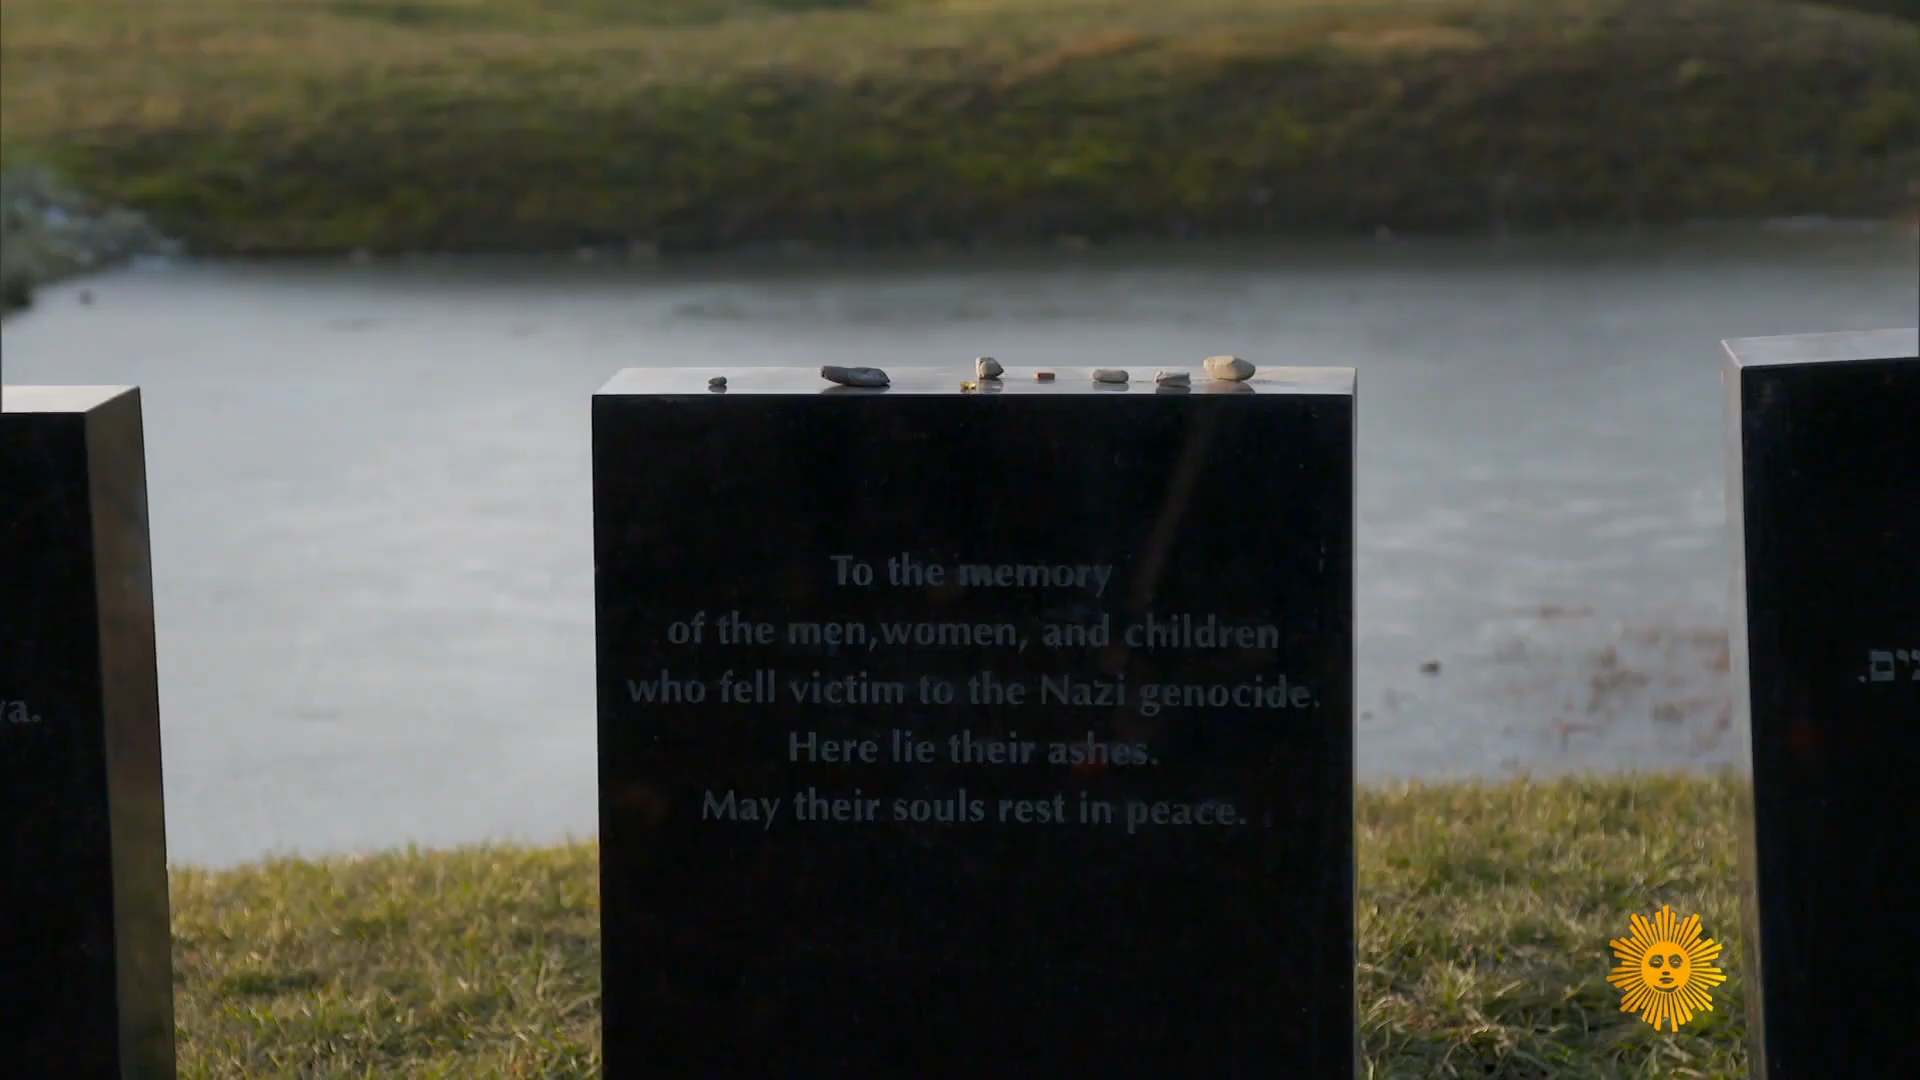 va.
To the memory
of the men,women, and children
who fell victim to the Nazi genocide.
Here lie their ashes.
May their souls rest in peace.